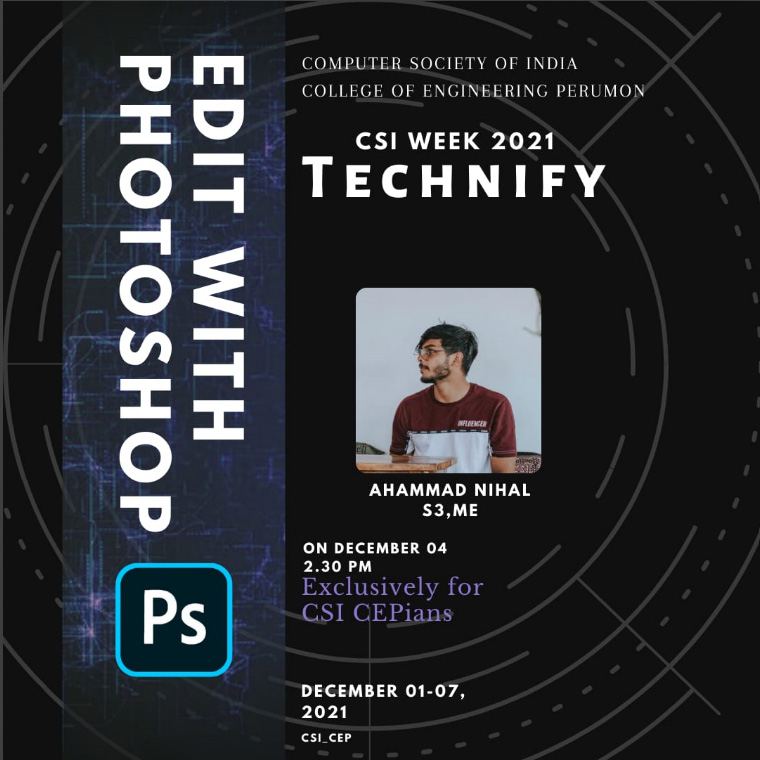 EDIT WITH
PHOTOSHOP
Ps
COMPUTER SOCIETY OF INDIA
COLLEGE OF ENGINEERING PERUMON
CSI WEEK 2021
TECHNIFY
INFLUENCER
AHAMMAD NIHAL
S3,ME
ON DECEMBER 04
2.30 PM
Exclusively for
CSI CEPians
DECEMBER 01-07,
2021
CSI_CEP